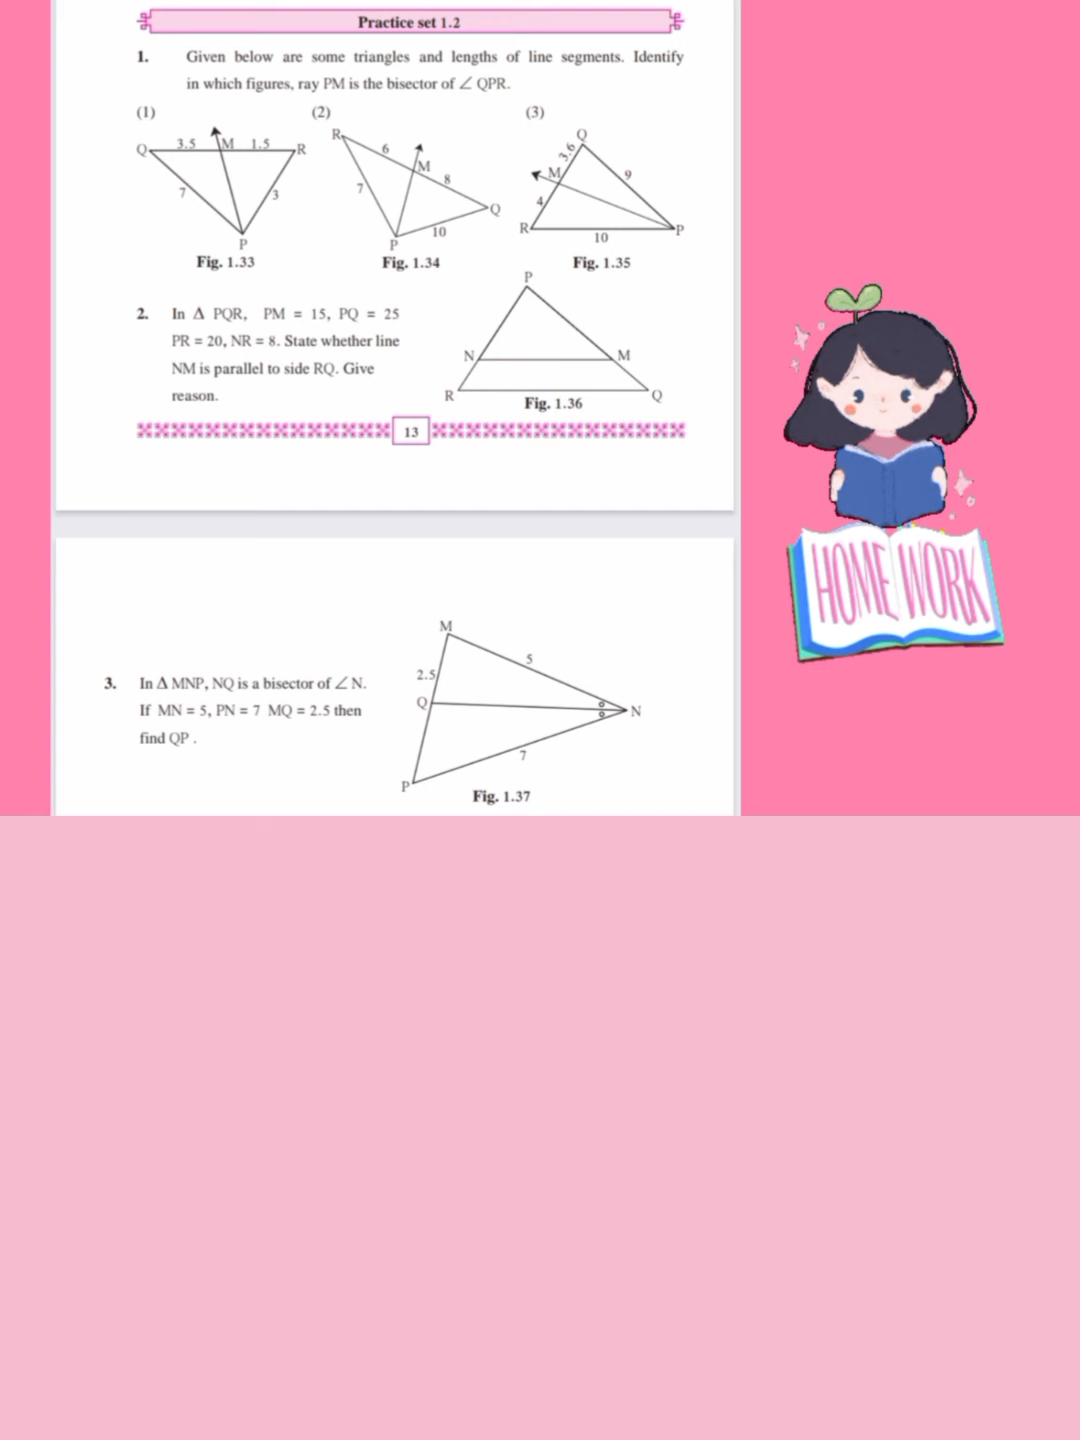 Practice set 1.2
1. Given below are some triangles and lengths of line segments. Identify
in which figures, ray PM is the bisector of ∠ QPR.
(1) (2) (3)
Q 3.5 M 1.5 R
7 3
P
Fig. 1.33
R 6 M 8 Q
7 10
P
Fig. 1.34
Q
3.6 M 9
4
R 10 P
Fig. 1.35
2. In Δ PQR, PM = 15, PQ = 25
PR = 20, NR = 8. State whether line
NM is parallel to side RQ. Give
reason.
P
N M
R Q
Fig. 1.36
13
HOME WORK
3. In Δ MNP, NQ is a bisector of ∠ N.
If MN = 5, PN = 7 MQ = 2.5 then
find QP .
M
5
2.5
Q N
7
P
Fig. 1.37